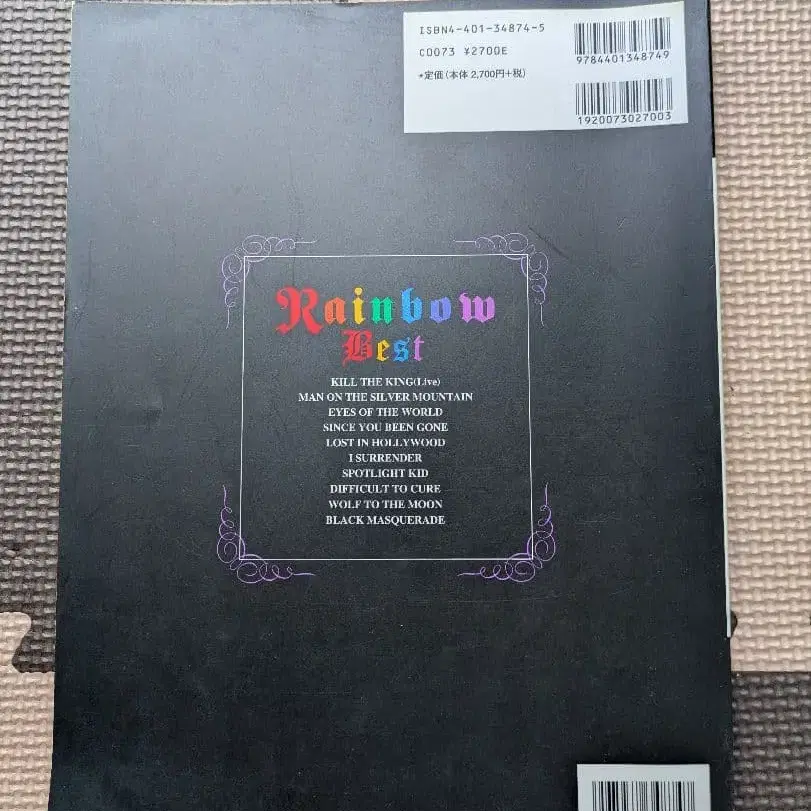 ISBN4-401-34874-5
C0073 ¥2700E
*定価(本体 2,700円+税)
9784401348749
1920073027003
Rainbow
Best
KILL THE KING(Live)
MAN ON THE SILVER MOUNTAIN
EYES OF THE WORLD
SINCE YOU BEEN GONE
LOST IN HOLLYWOOD
I SURRENDER
SPOTLIGHT KID
DIFFICULT TO CURE
WOLF TO THE MOON
BLACK MASQUERADE